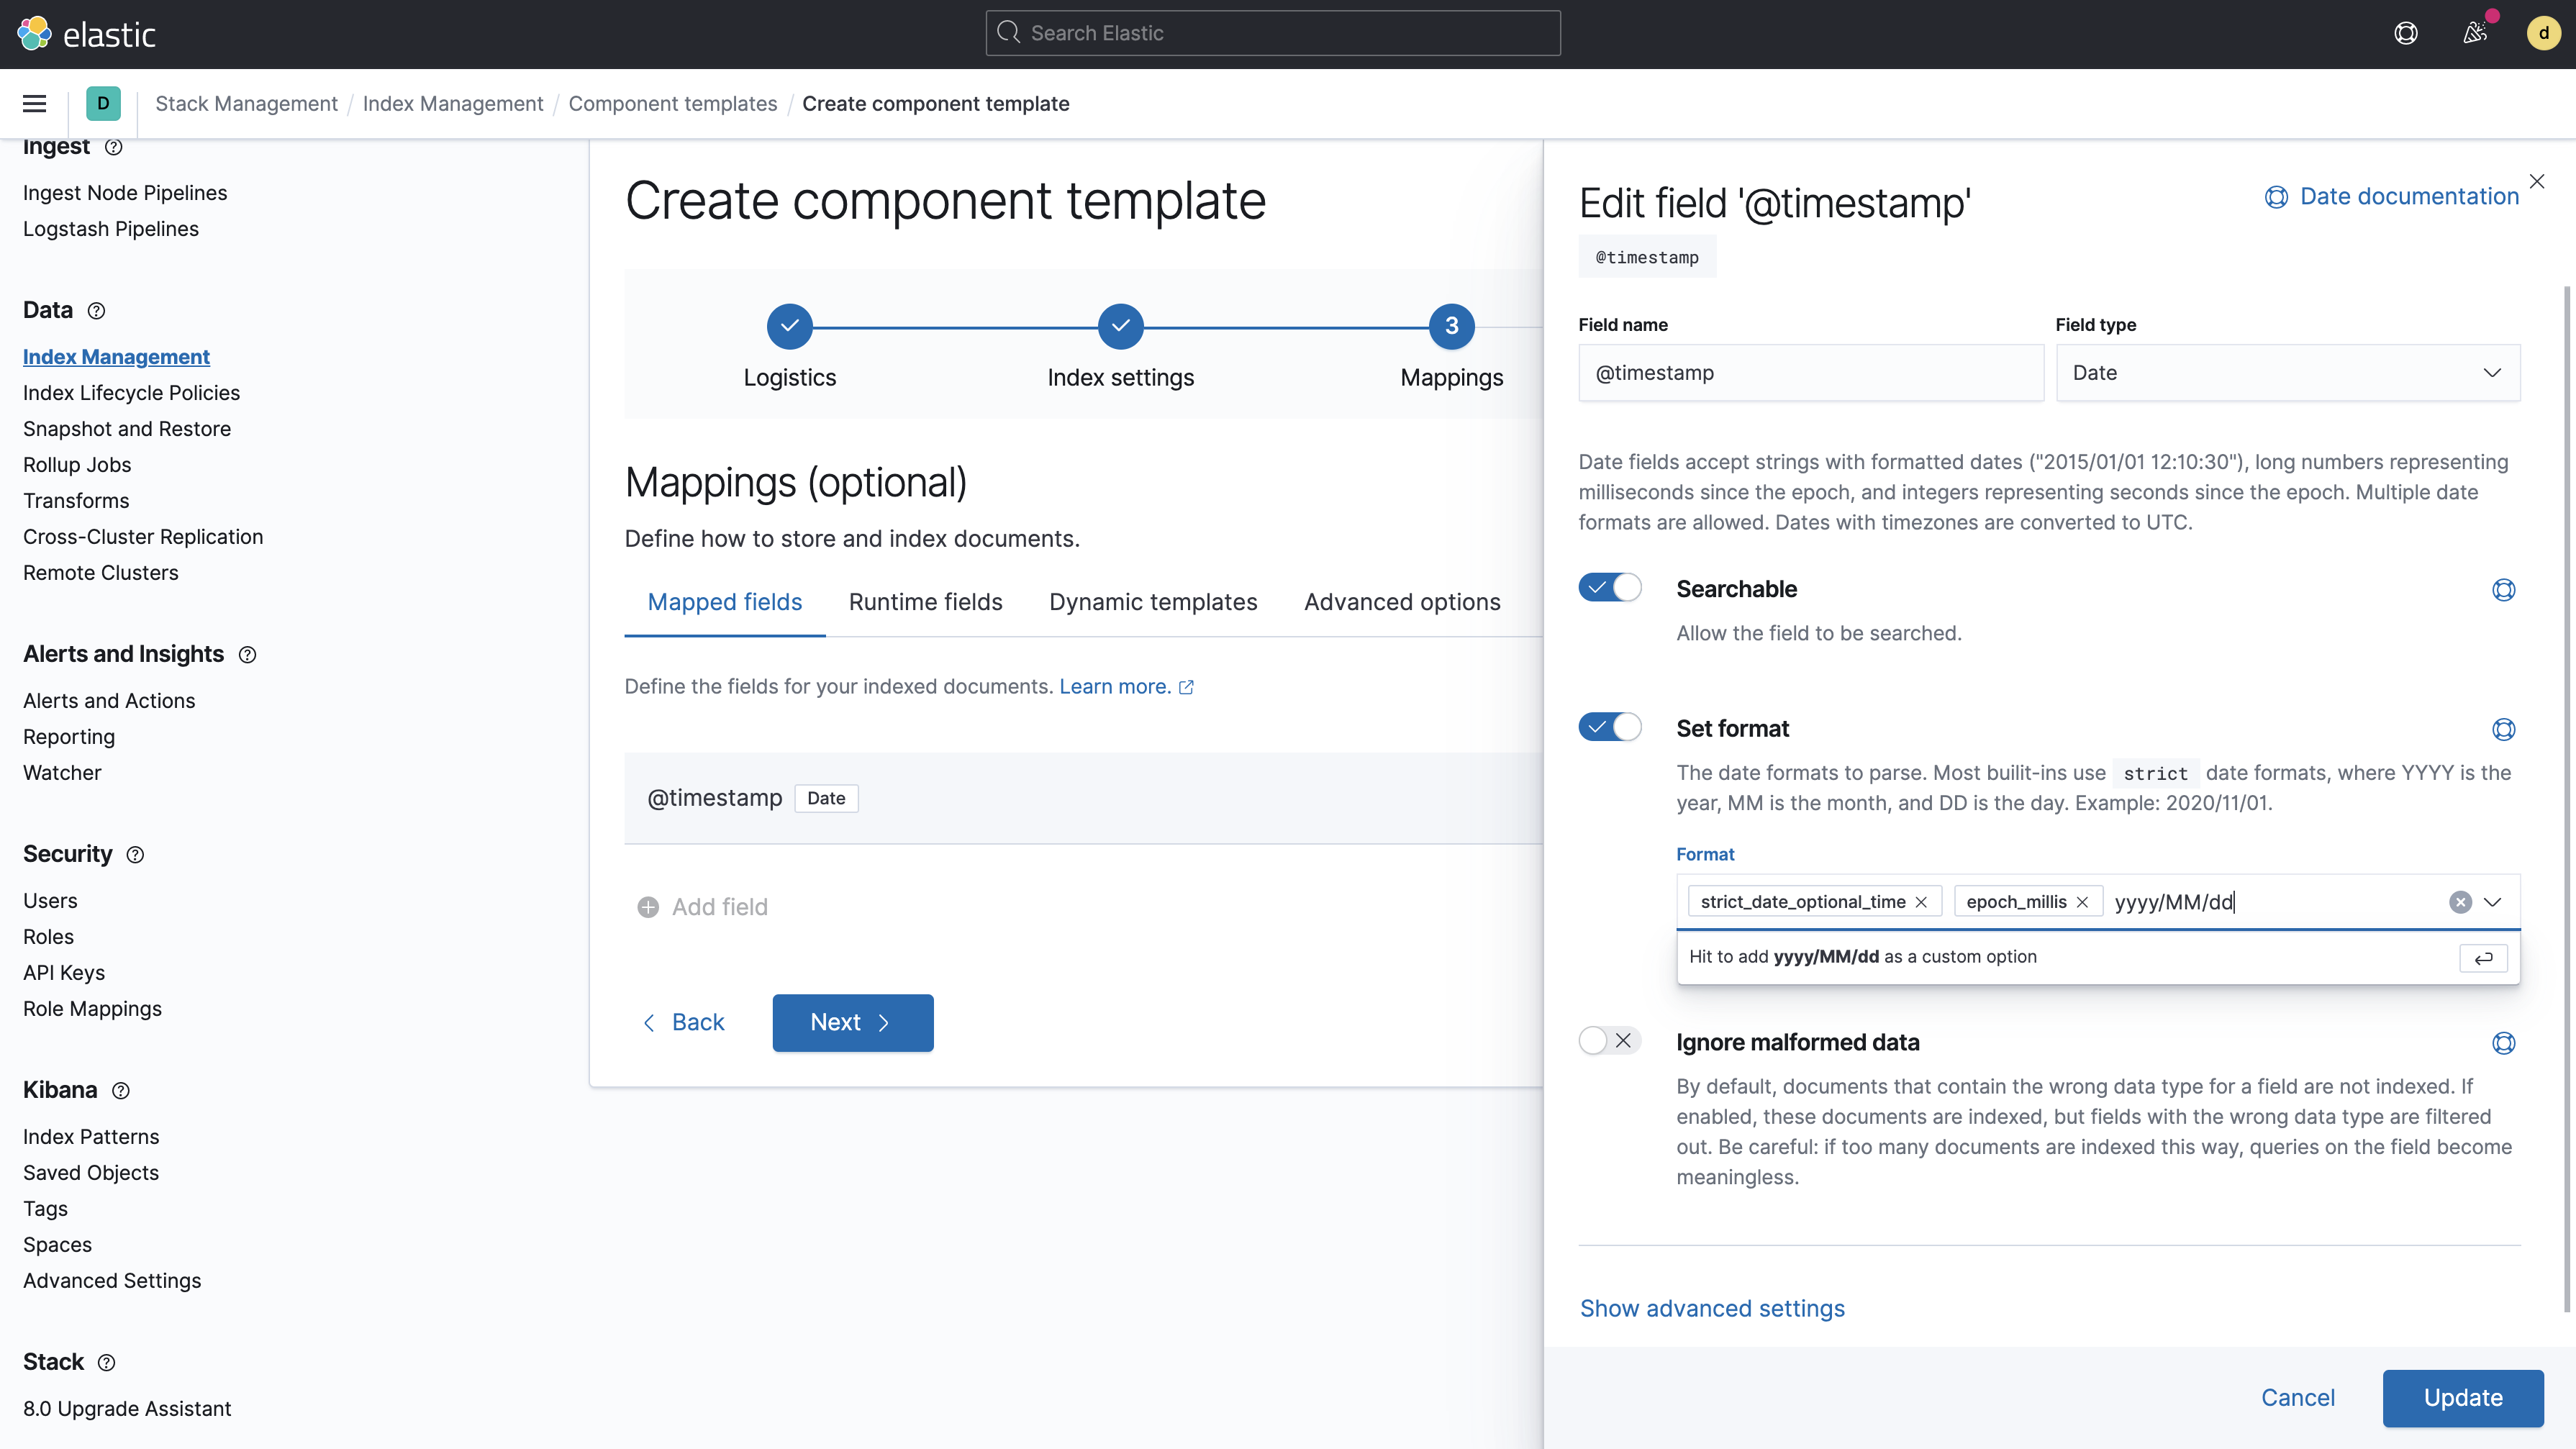 elastic
Search Elastic
d
D
Stack Management / Index Management / Component templates / Create component template
Ingest
Ingest Node Pipelines
Logstash Pipelines
Data
Index Management
Index Lifecycle Policies
Snapshot and Restore
Rollup Jobs
Transforms
Cross-Cluster Replication
Remote Clusters
Alerts and Insights
Alerts and Actions
Reporting
Watcher
Security
Users
Roles
API Keys
Role Mappings
Kibana
Index Patterns
Saved Objects
Tags
Spaces
Advanced Settings
Stack
8.0 Upgrade Assistant
Create component template
3
Logistics Index settings Mappings
Mappings (optional)
Define how to store and index documents.
Mapped fields Runtime fields Dynamic templates Advanced options
Define the fields for your indexed documents. Learn more.
@timestamp Date
Add field
Back Next
Edit field '@timestamp'
Date documentation
@timestamp
Field name Field type
@timestamp Date
Date fields accept strings with formatted dates ("2015/01/01 12:10:30"), long numbers representing
milliseconds since the epoch, and integers representing seconds since the epoch. Multiple date
formats are allowed. Dates with timezones are converted to UTC.
Searchable
Allow the field to be searched.
Set format
The date formats to parse. Most builit-ins use strict date formats, where YYYY is the
year, MM is the month, and DD is the day. Example: 2020/11/01.
Format
strict_date_optional_time epoch_millis yyyy/MM/dd
Hit to add yyyy/MM/dd as a custom option
Ignore malformed data
By default, documents that contain the wrong data type for a field are not indexed. If
enabled, these documents are indexed, but fields with the wrong data type are filtered
out. Be careful: if too many documents are indexed this way, queries on the field become
meaningless.
Show advanced settings
Cancel Update